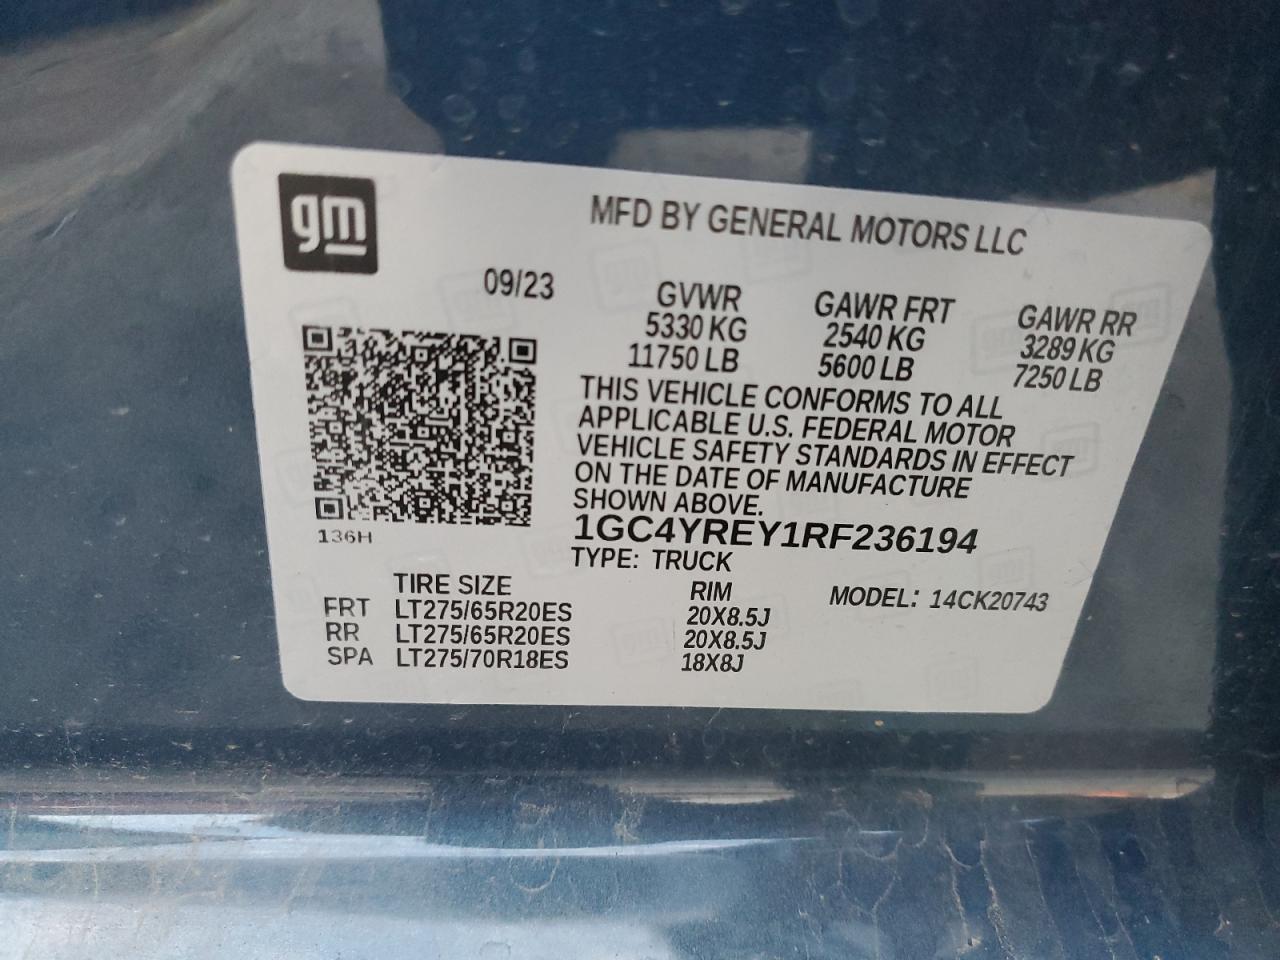 gm
MFD BY GENERAL MOTORS LLC
09/23
GVWR
5330 KG
11750 LB
GAWR FRT
2540 KG
5600 LB
GAWR RR
3289 KG
7250 LB
THIS VEHICLE CONFORMS TO ALL
APPLICABLE U.S. FEDERAL MOTOR
VEHICLE SAFETY STANDARDS IN EFFECT
ON THE DATE OF MANUFACTURE
SHOWN ABOVE.
136H
1GC4YREY1RF236194
TYPE: TRUCK
MODEL: 14CK20743
TIRE SIZE RIM
FRT LT275/65R20ES 20X8.5J
RR LT275/65R20ES 20X8.5J
SPA LT275/70R18ES 18X8J